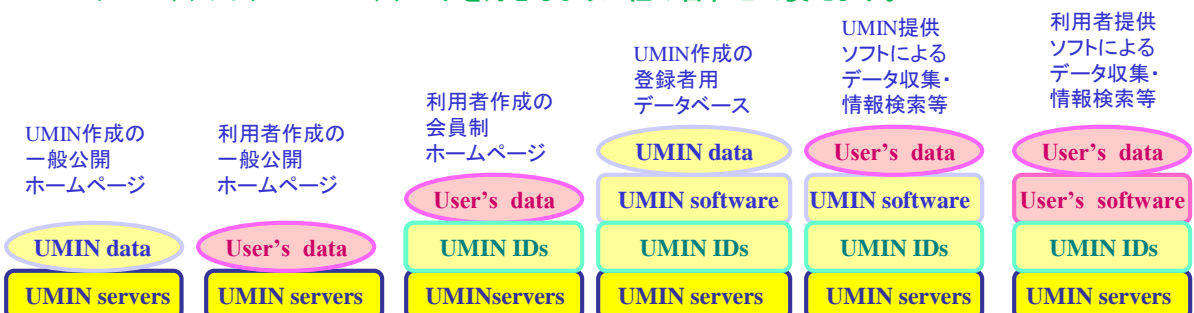 UMIN作成の
一般公開
ホームページ
UMIN data
UMIN servers
利用者作成の
一般公開
ホームページ
User's data
UMIN servers
利用者作成の
会員制
ホームページ
User's data
UMIN IDs
UMINservers
UMIN作成の
登録者用
データベース
UMIN data
UMIN software
UMIN IDs
UMIN servers
UMIN提供
ソフトによる
データ収集・
情報検索等
User's data
UMIN software
UMIN IDs
UMIN servers
利用者提供
ソフトによる
データ収集・
情報検索等
User's data
User's software
UMIN IDs
UMIN servers